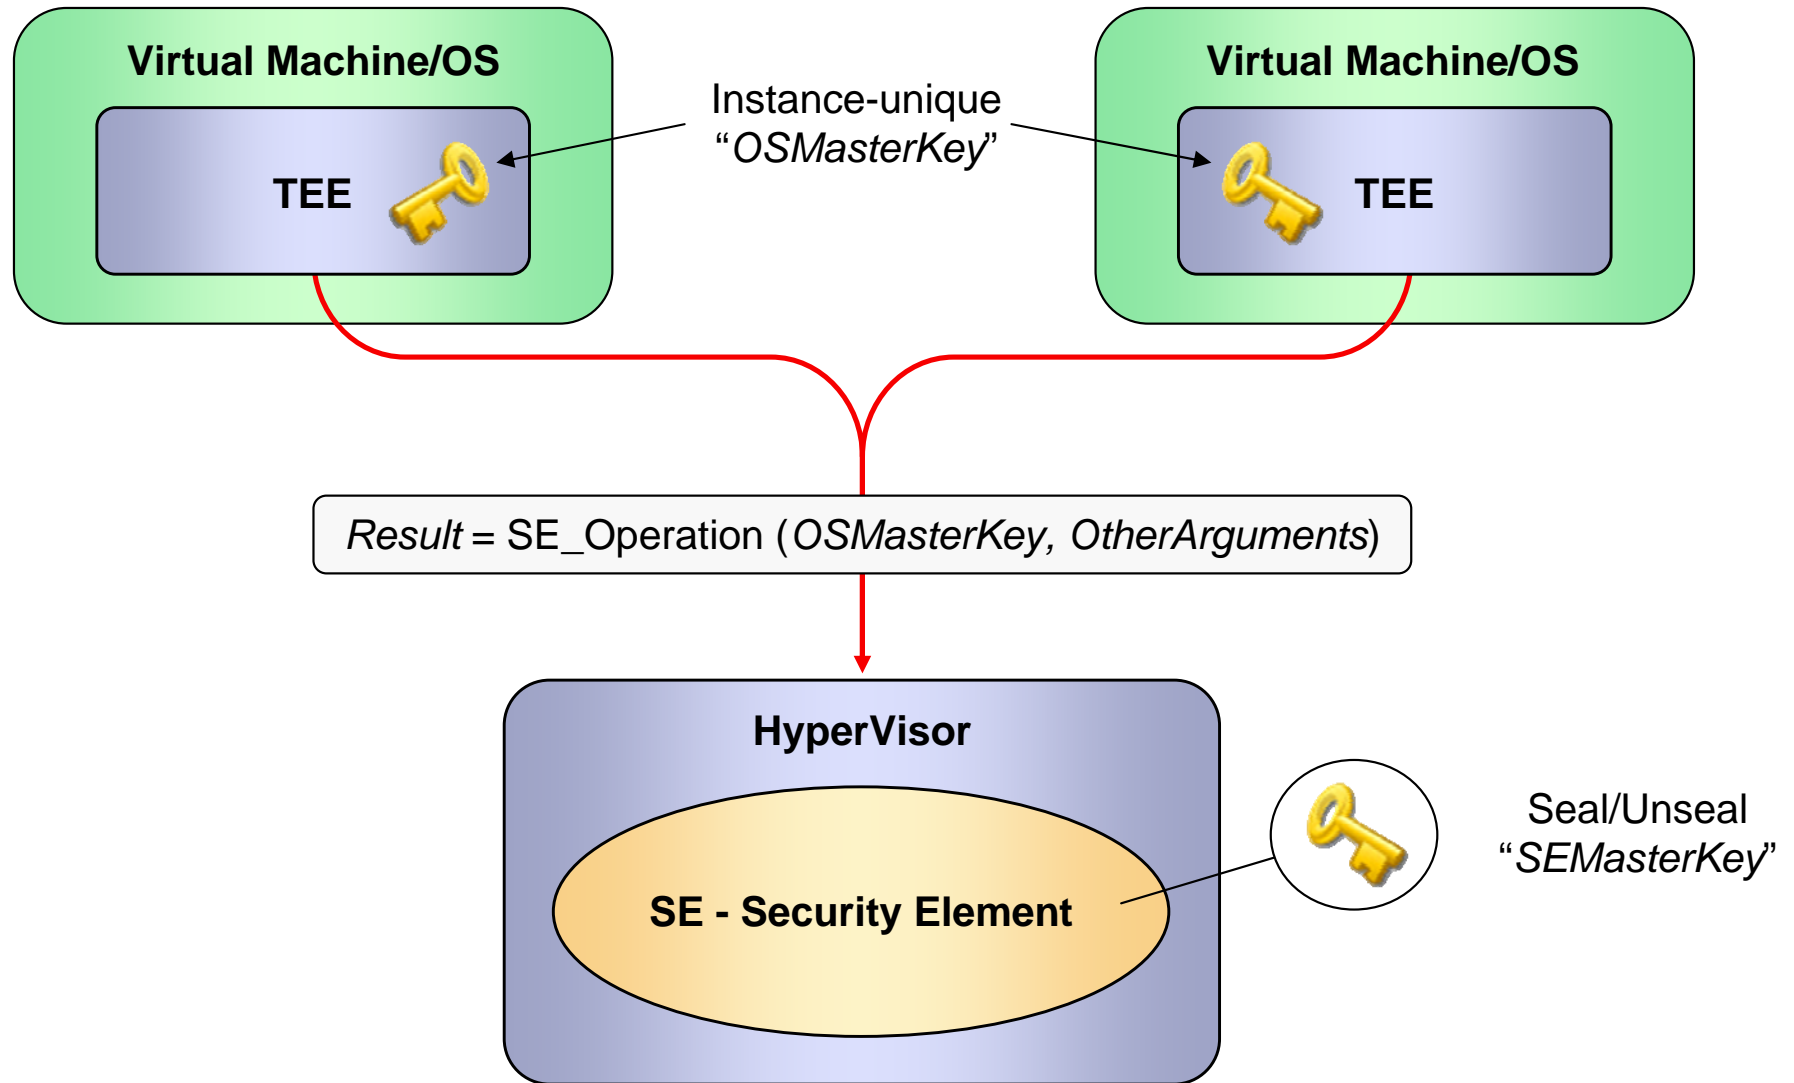 Virtual Machine/OS
Virtual Machine/OS
Instance-unique
“OSMasterKey”
TEE
TEE
Result = SE_Operation (OSMasterKey, OtherArguments)
HyperVisor
Seal/Unseal
“SEMasterKey”
SE - Security Element